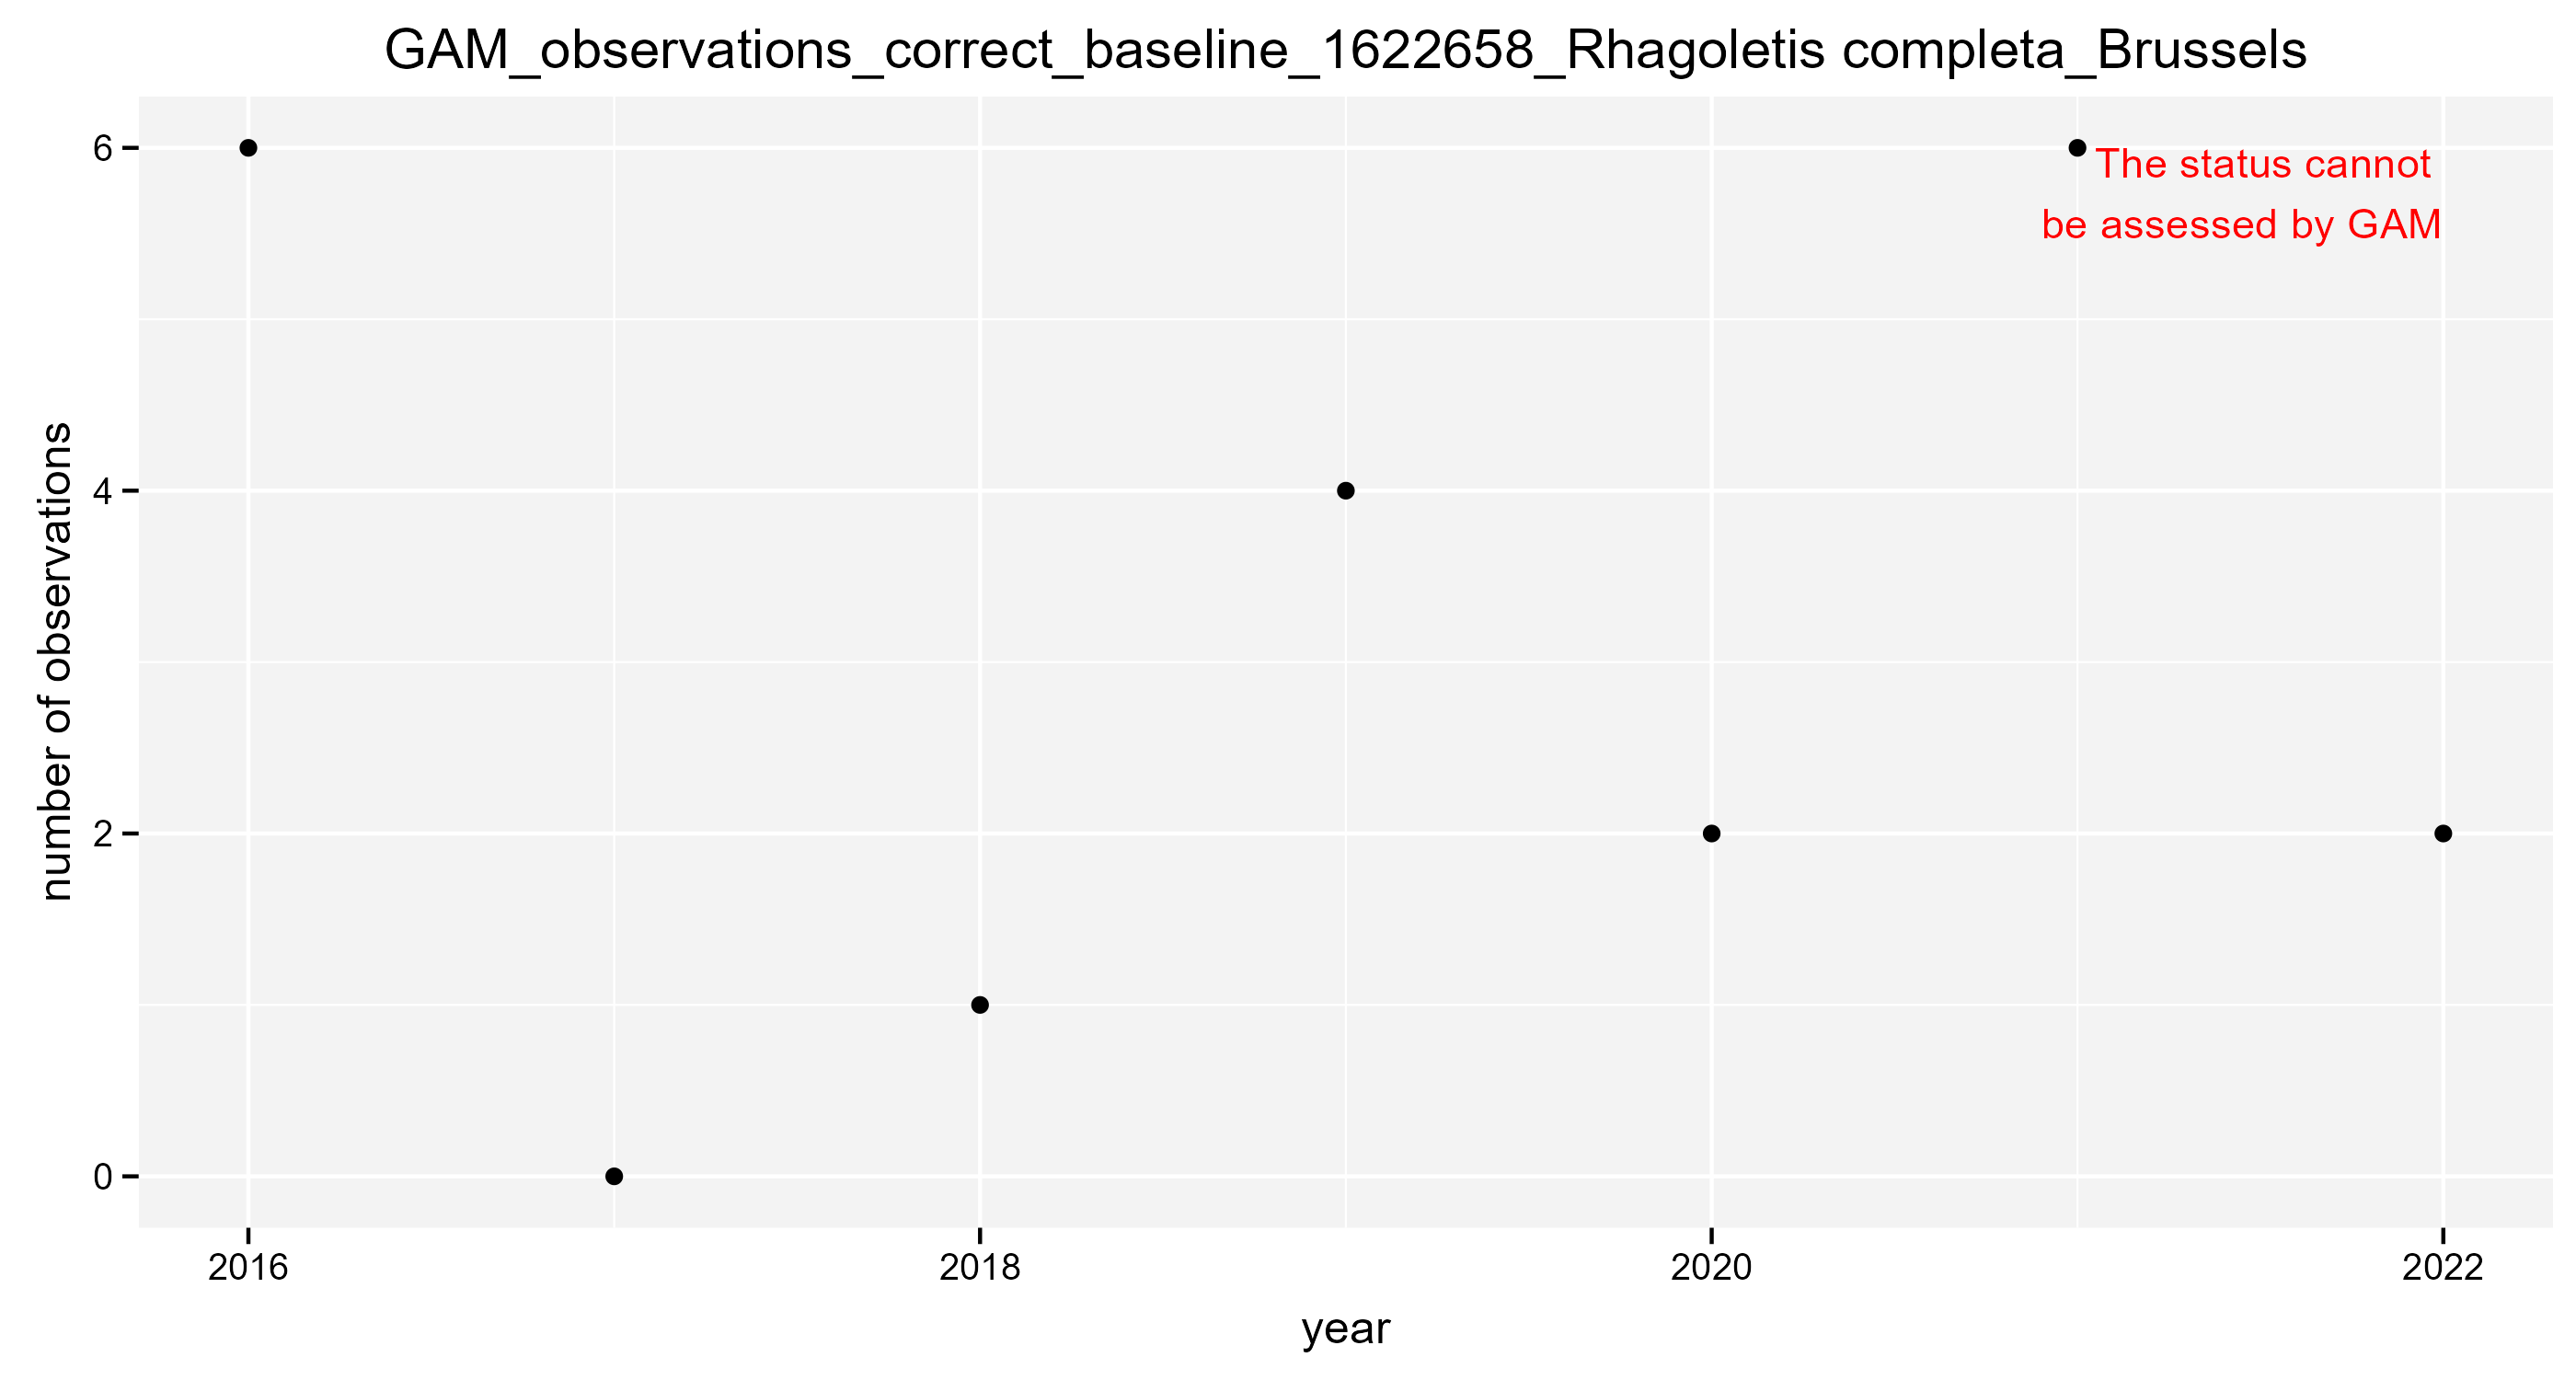 GAM_observations_correct_baseline_1622658_Rhagoletis completa_Brussels
6
The status cannot
be assessed by GAM
4
number of observations
2
0
2016
2018
2020
2022
year